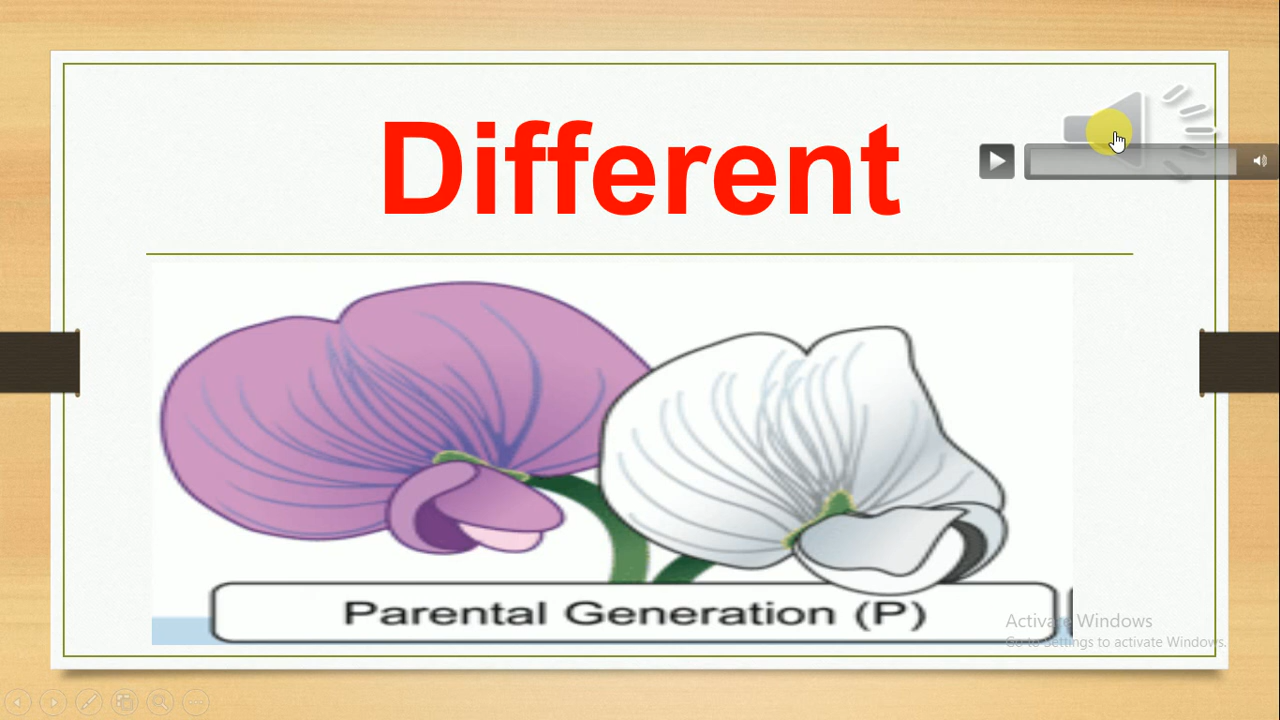 Different
Parental Generation (P)
Activate Windows
Go to Settings to activate Windows.